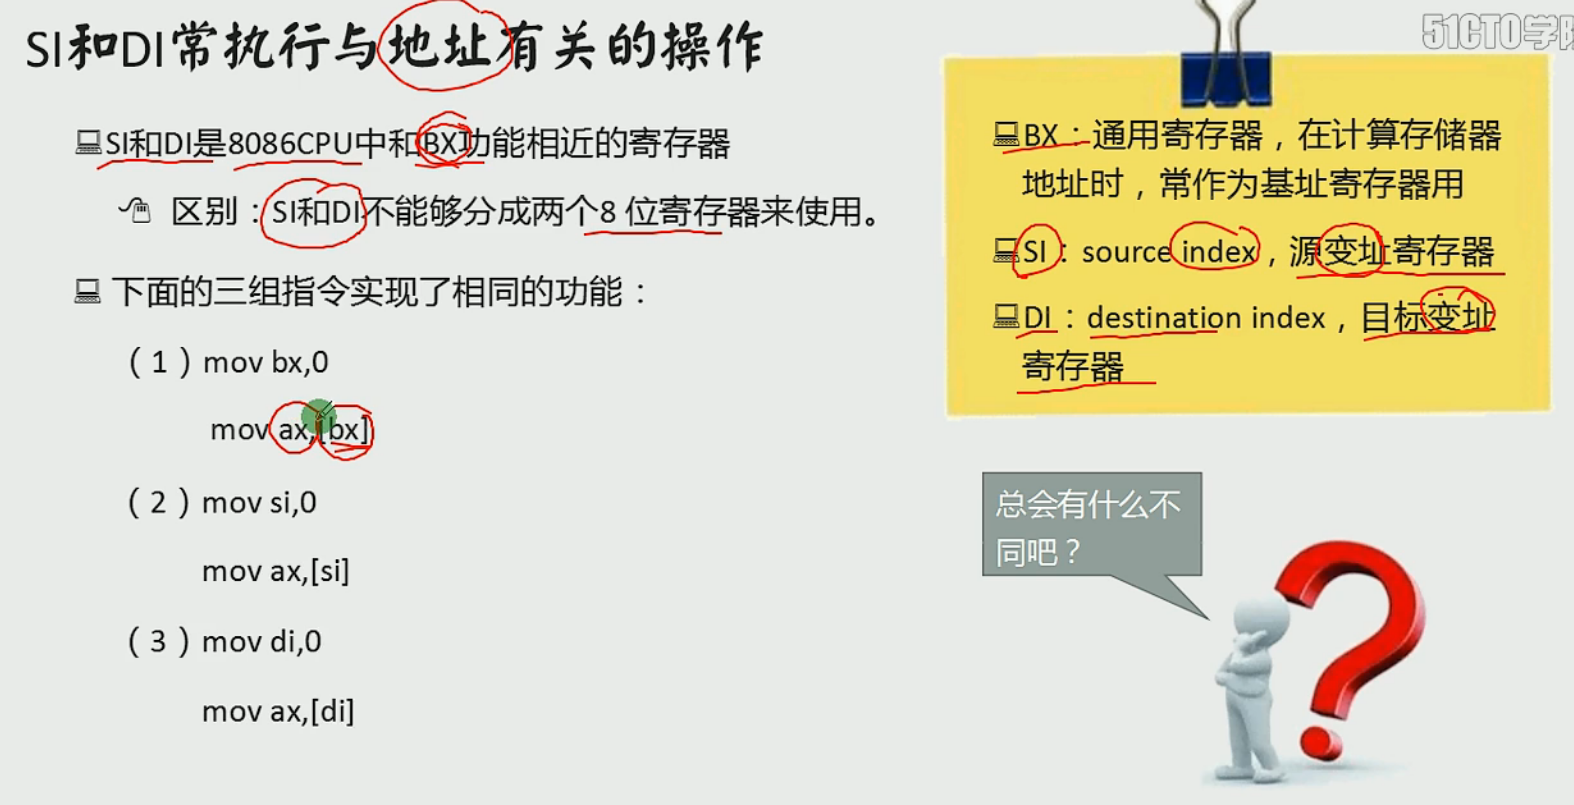 SI和DI常执行与地址有关的操作
SI和DI是8086CPU中和BX功能相近的寄存器
区别：SI和DI不能够分成两个8 位寄存器来使用。
下面的三组指令实现了相同的功能：
（1）mov bx,0
mov ax,[bx]
（2）mov si,0
mov ax,[si]
（3）mov di,0
mov ax,[di]
51CTO学院
BX：通用寄存器，在计算存储器
地址时，常作为基址寄存器用
SI：source index，源变址寄存器
DI：destination index，目标变址
寄存器
总会有什么不
同吧？